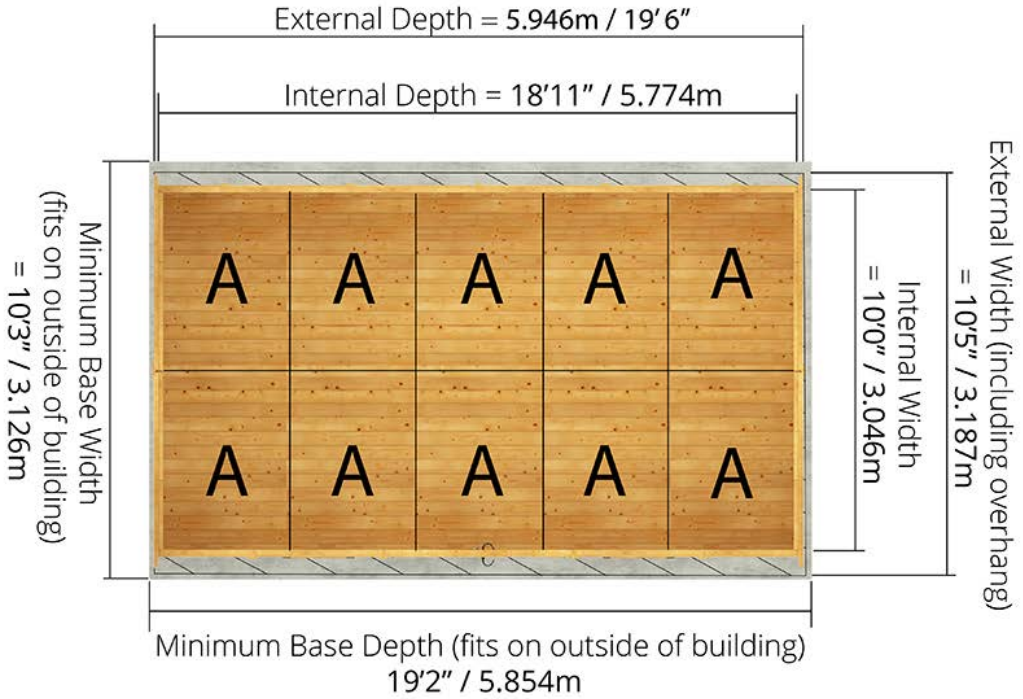 External Depth = 5.946m / 19'6”
Internal Depth = 18'11” / 5.774m
Minimum Base Width
(fits on outside of building)
= 10'3” / 3.126m
A A A A A
A A A A A
Internal Width
= 10'0” / 3.046m
External Width (including overhang)
= 10'5” / 3.187m
Minimum Base Depth (fits on outside of building)
19'2” / 5.854m